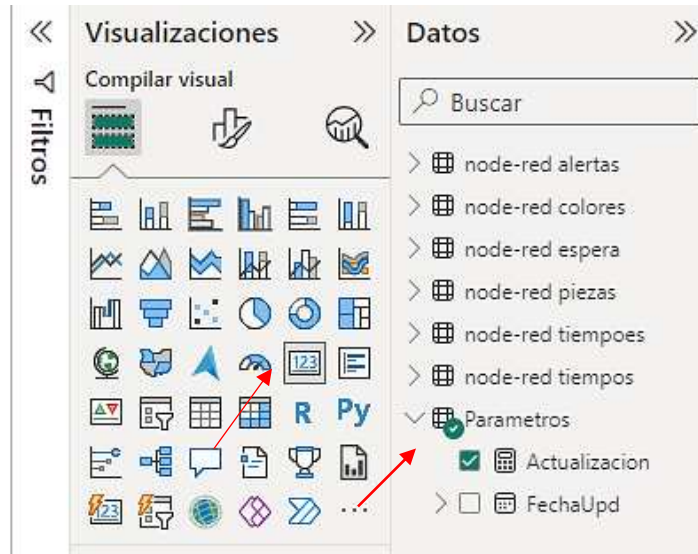 Visualizaciones
Datos
Compilar visual
Buscar
Filtros
node-red alertas
node-red colores
node-red espera
node-red piezas
node-red tiempoes
node-red tiempos
123
Parametros
R
Py
Actualizacion
123
FechaUpd